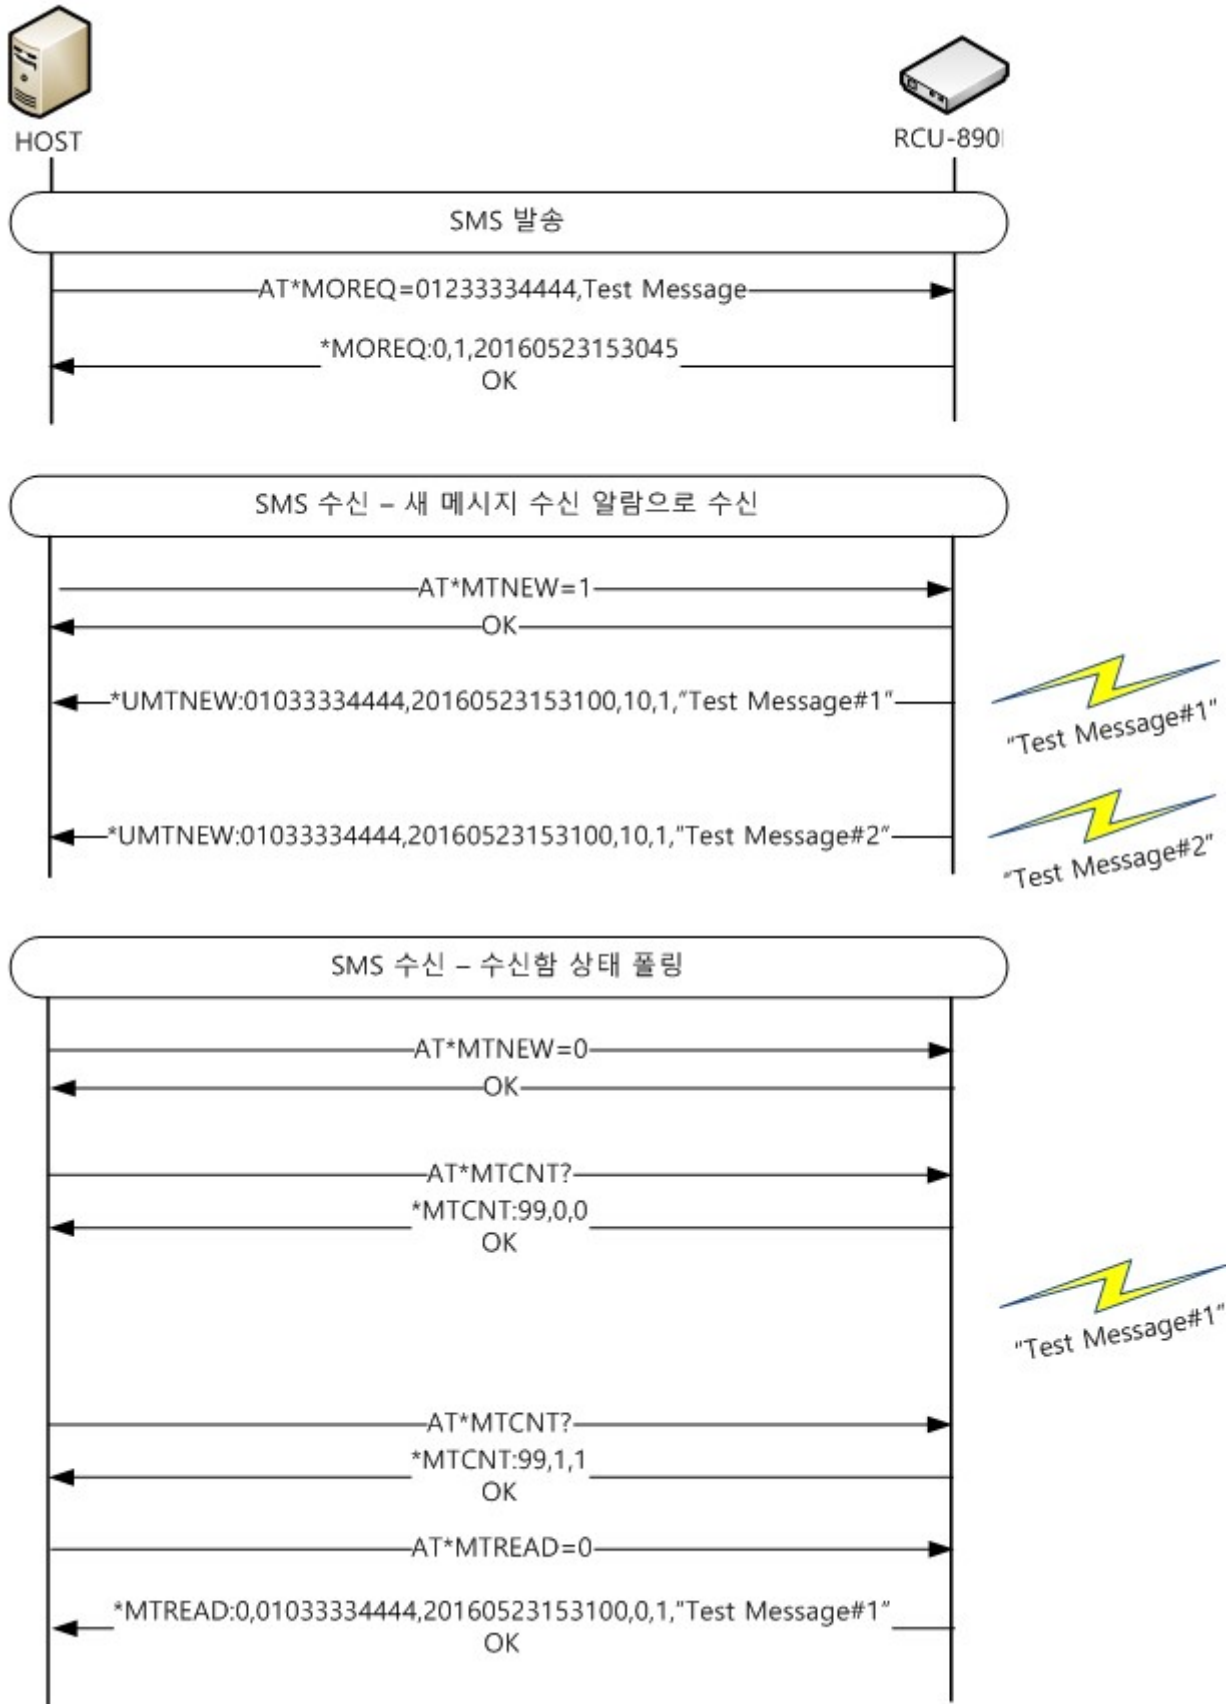 HOST
RCU-890
SMS 발송
AT*MOREQ=01233334444,Test Message
*MOREQ:0,1,20160523153045
OK
SMS 수신 – 새 메시지 수신 알람으로 수신
AT*MTNEW=1
OK
*UMTNEW:01033334444,20160523153100,10,1,"Test Message#1"
"Test Message#1"
*UMTNEW:01033334444,20160523153100,10,1,"Test Message#2"
"Test Message#2"
SMS 수신 – 수신함 상태 폴링
AT*MTNEW=0
OK
AT*MTCNT?
*MTCNT:99,0,0
OK
"Test Message#1"
AT*MTCNT?
*MTCNT:99,1,1
OK
AT*MTREAD=0
*MTREAD:0,01033334444,20160523153100,0,1,"Test Message#1"
OK